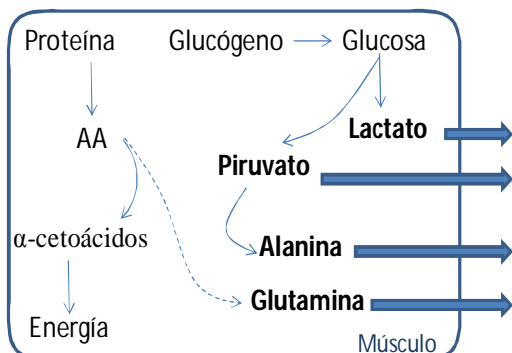 Proteína
Glucógeno
Glucosa
AA
Lactato
Piruvato
α-cetoácidos
Alanina
Glutamina
Energía
Músculo